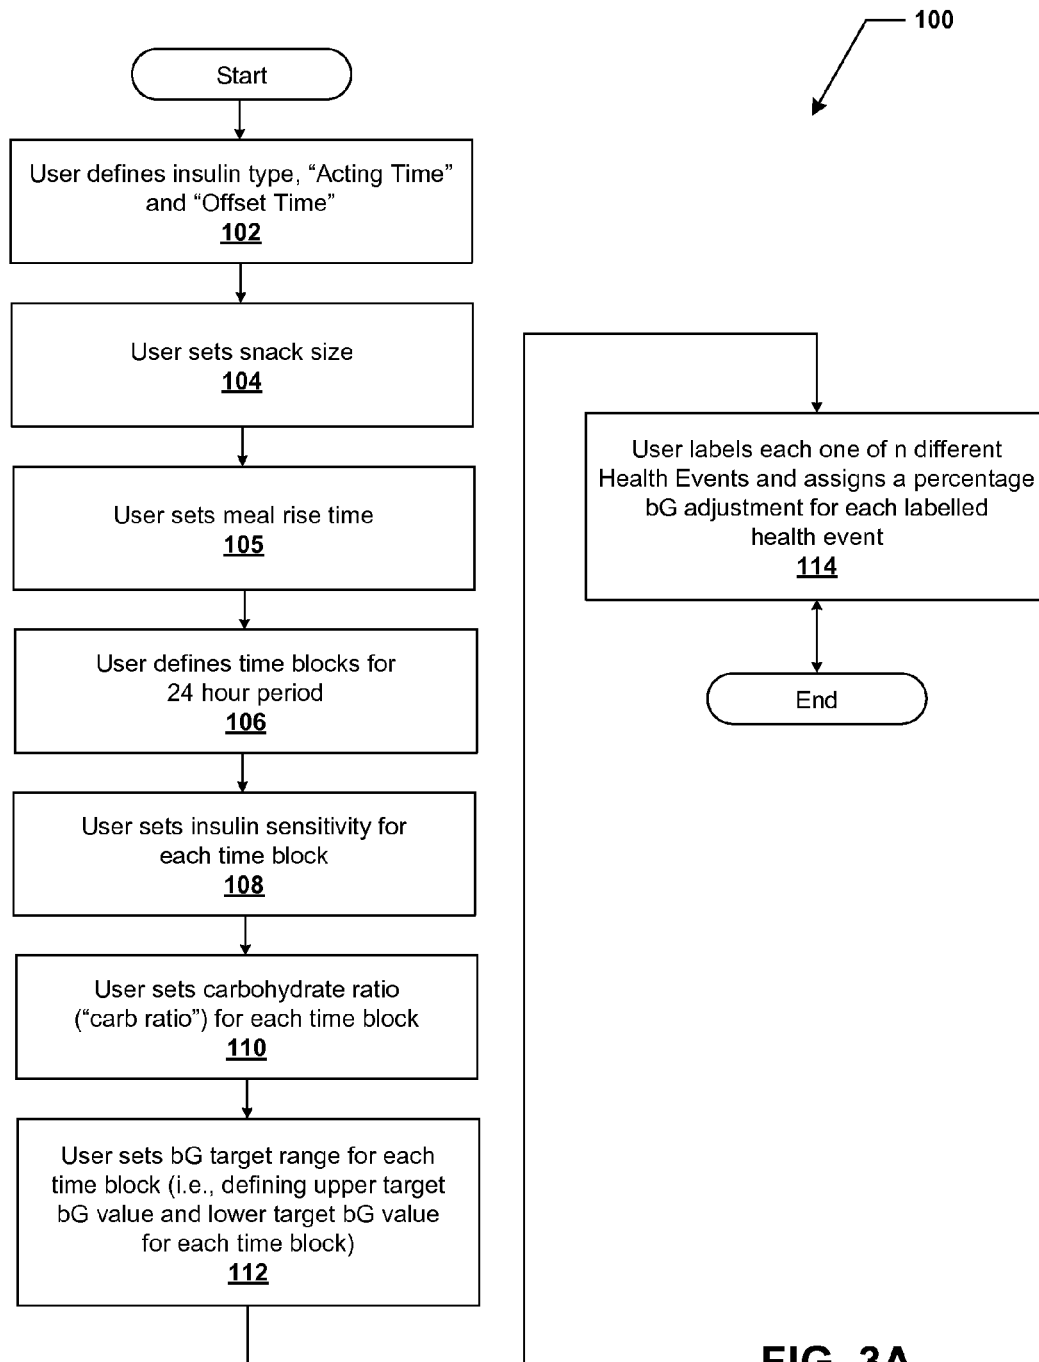 100
Start
User defines insulin type, “Acting Time”
and “Offset Time”
102
User sets snack size
104
User sets meal rise time
105
User defines time blocks for
24 hour period
106
User sets insulin sensitivity for
each time block
108
User sets carbohydrate ratio
(“carb ratio”) for each time block
110
User sets bG target range for each
time block (i.e., defining upper target
bG value and lower target bG value
for each time block)
112
User labels each one of n different
Health Events and assigns a percentage
bG adjustment for each labelled
health event
114
End
FIG. 3A